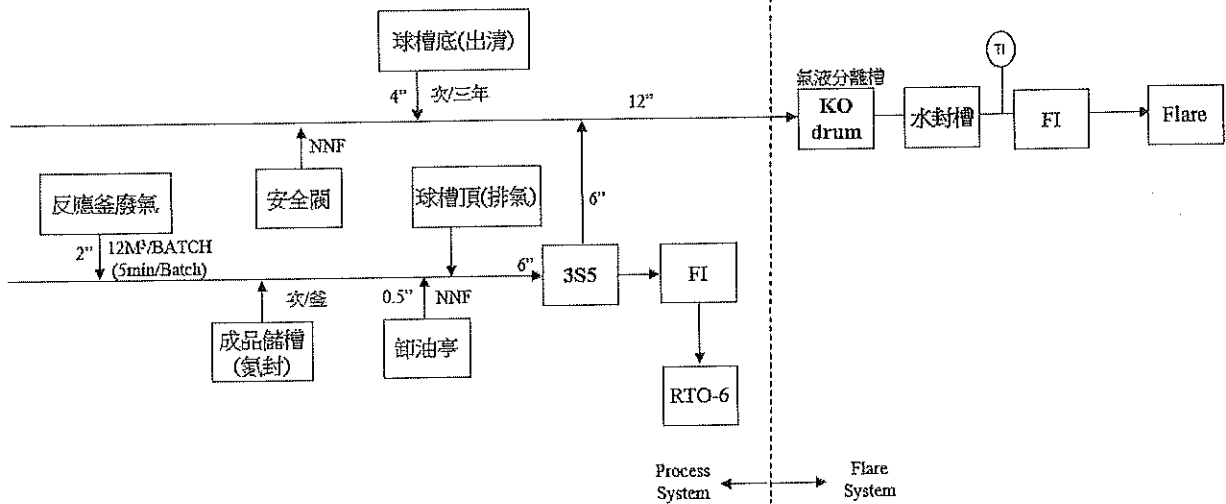 球槽底(出清)
4”
次/三年
12”
TI
氣液分離槽
KO
drum
水封槽
FI
Flare
NNF
安全閥
反應釜廢氣
球槽頂(排氣)
6”
2”
12M³/BATCH
(5min/Batch)
6”
3S5
FI
次/釜
0.5”
NNF
成品儲槽
(氮封)
卸油亭
RTO-6
Process
System
Flare
System